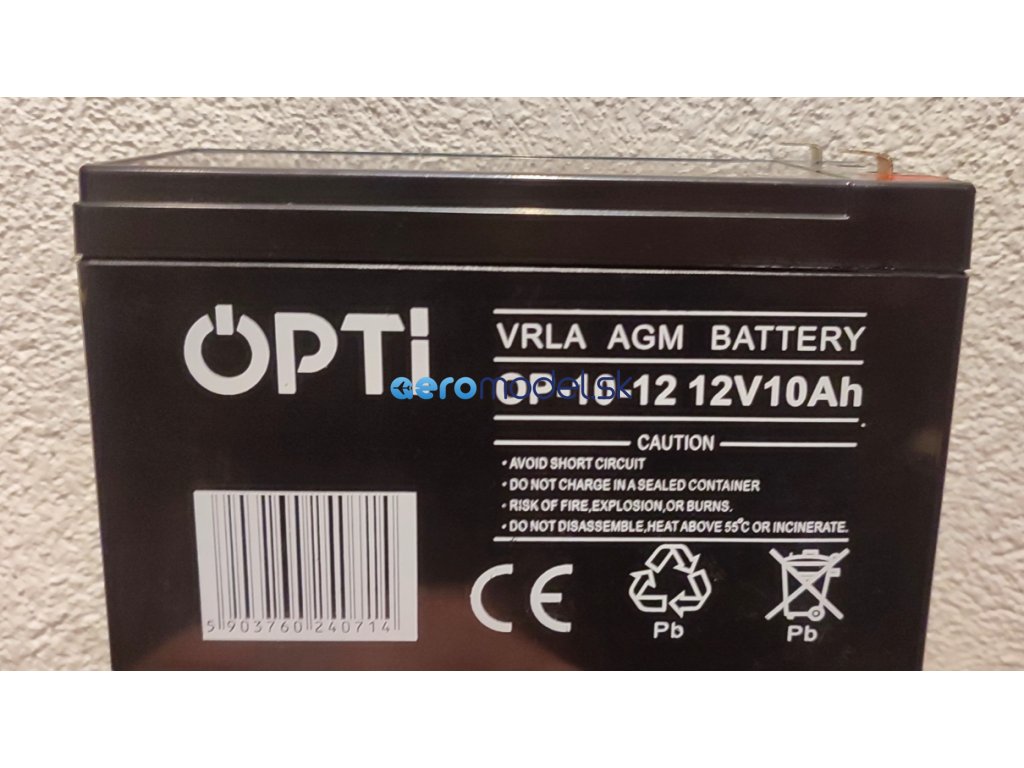 OPTi
VRLA AGM BATTERY
aeromodel.sk
OP-10-12 12V10Ah
CAUTION
• AVOID SHORT CIRCUIT
• DO NOT CHARGE IN A SEALED CONTAINER
• RISK OF FIRE,EXPLOSION,OR BURNS.
• DO NOT DISASSEMBLE,HEAT ABOVE 55°C OR INCINERATE.
5 903760 240714
CE
Pb
Pb